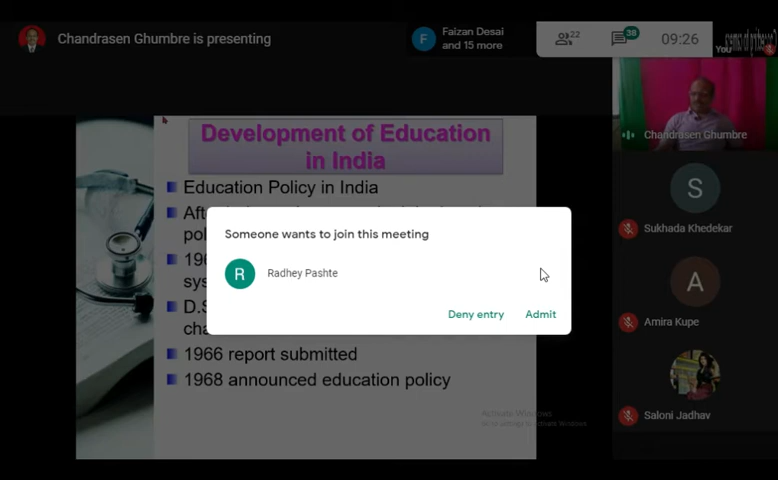 Chandrasen Ghumbre is presenting
F
Faizan Desai
and 15 more
22
38
09:26
You
Development of Education
in India
Education Policy in India
Someone wants to join this meeting
R
Radhey Pashte
Deny entry
Admit
1966 report submitted
1968 announced education policy
Activate Windows
Chandrasen Ghumbre
S
Sukhada Khedekar
A
Amira Kupe
Saloni Jadhav